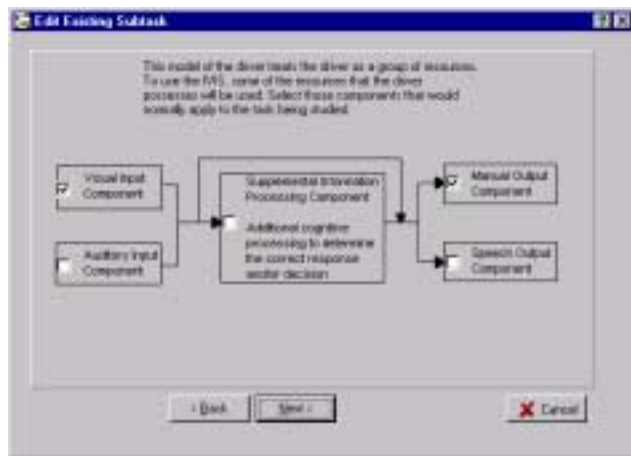 Edit Existing Subtask
This model of the driver treats the driver as a group of resources.
To use the IVIS, some of the resources that the driver
possesses will be used. Select those components that would
normally apply to the task being studied.
Visual Input
Component
Supplemental Information
Processing Component
Additional cognitive
processing to determine
the correct response
and/or decision
Manual Output
Component
Auditory Input
Component
Speech Output
Component
< Back
Next >
Cancel